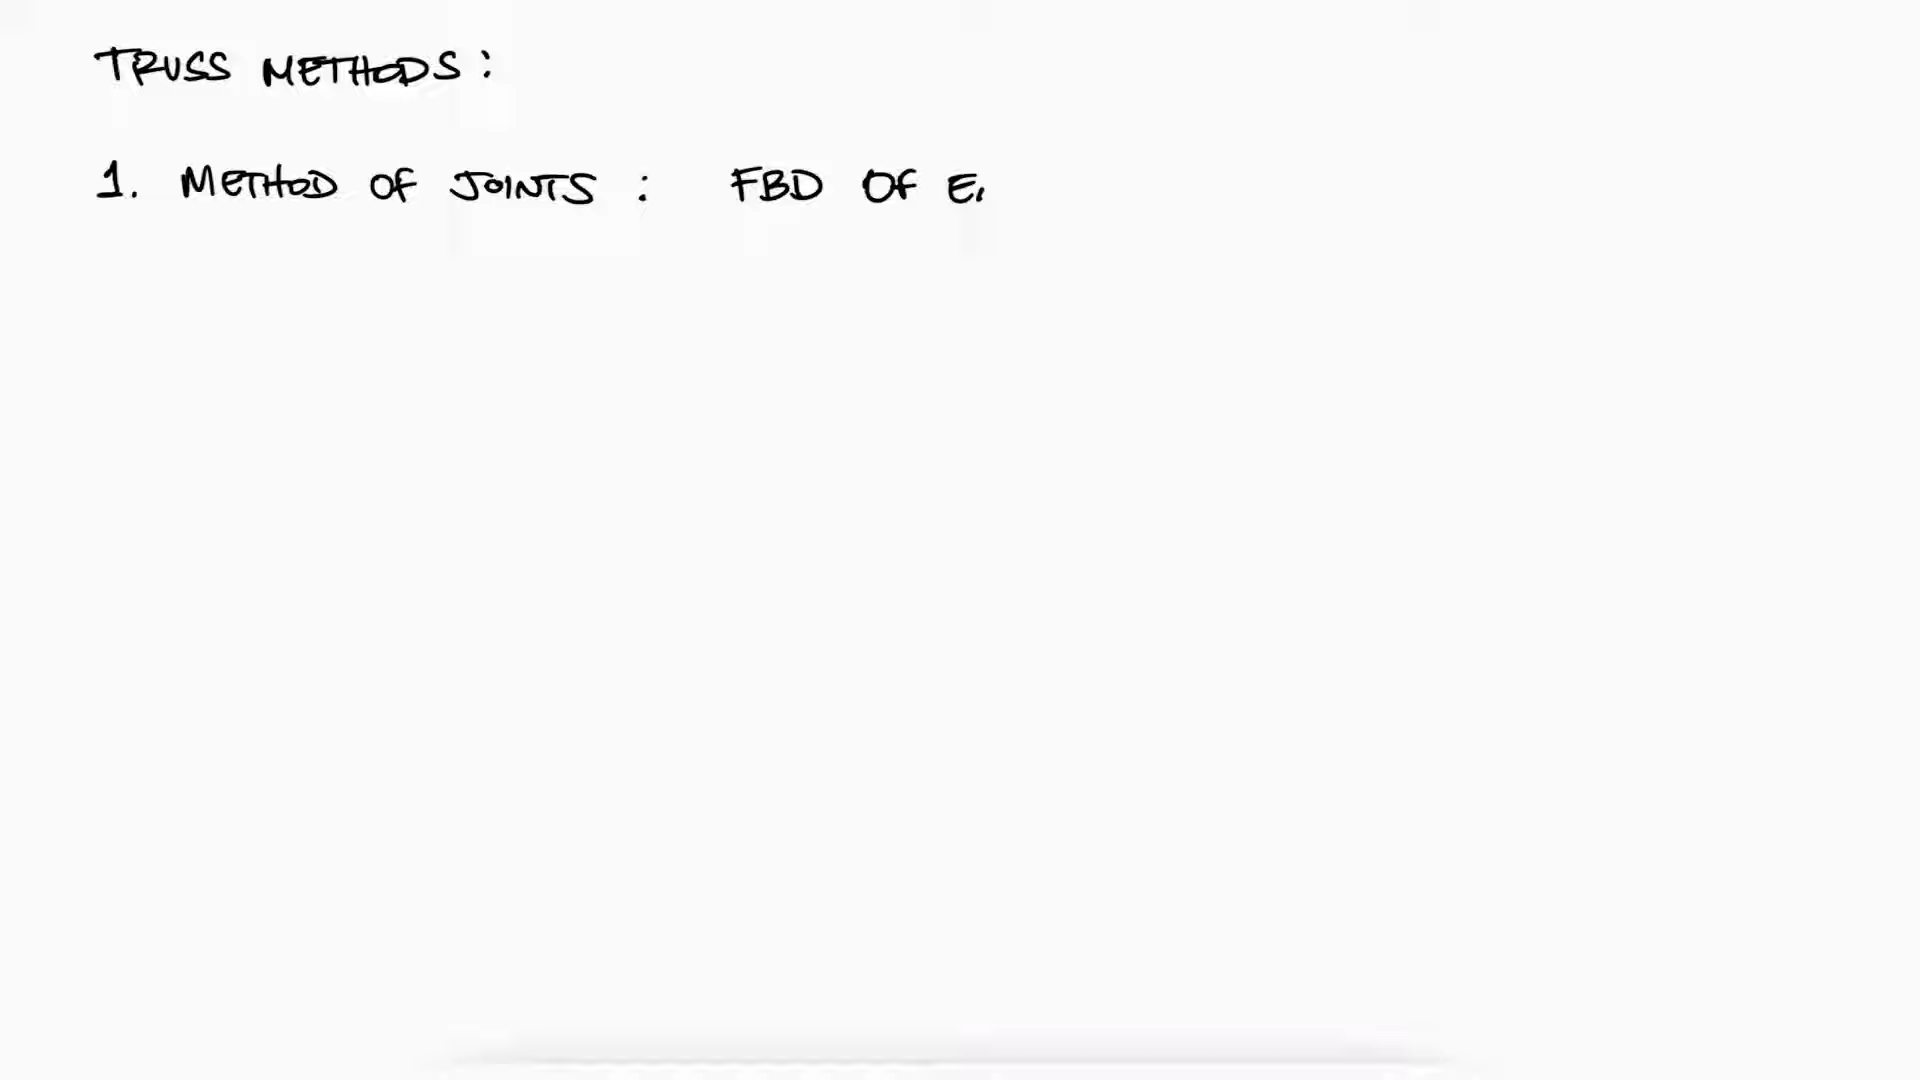 TRUSS METHODS:
1. METHOD OF JOINTS : FBD OF E